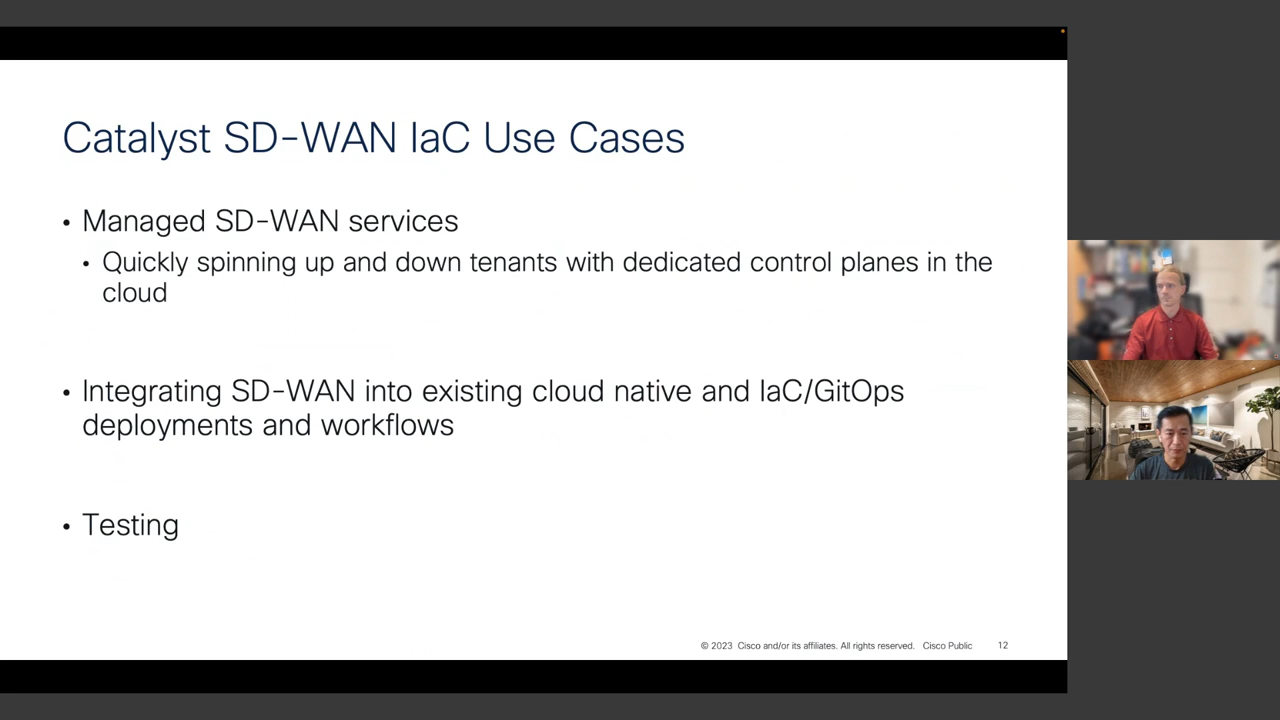 Catalyst SD-WAN IaC Use Cases
• Managed SD-WAN services
• Quickly spinning up and down tenants with dedicated control planes in the
cloud
• Integrating SD-WAN into existing cloud native and IaC/GitOps
deployments and workflows
• Testing
© 2023 Cisco and/or its affiliates. All rights reserved. Cisco Public 12